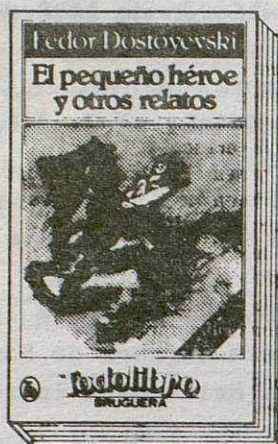 Fedor Dostoyevski
El pequeño héroe
y otros relatos
Todolibro
BRUGUERA